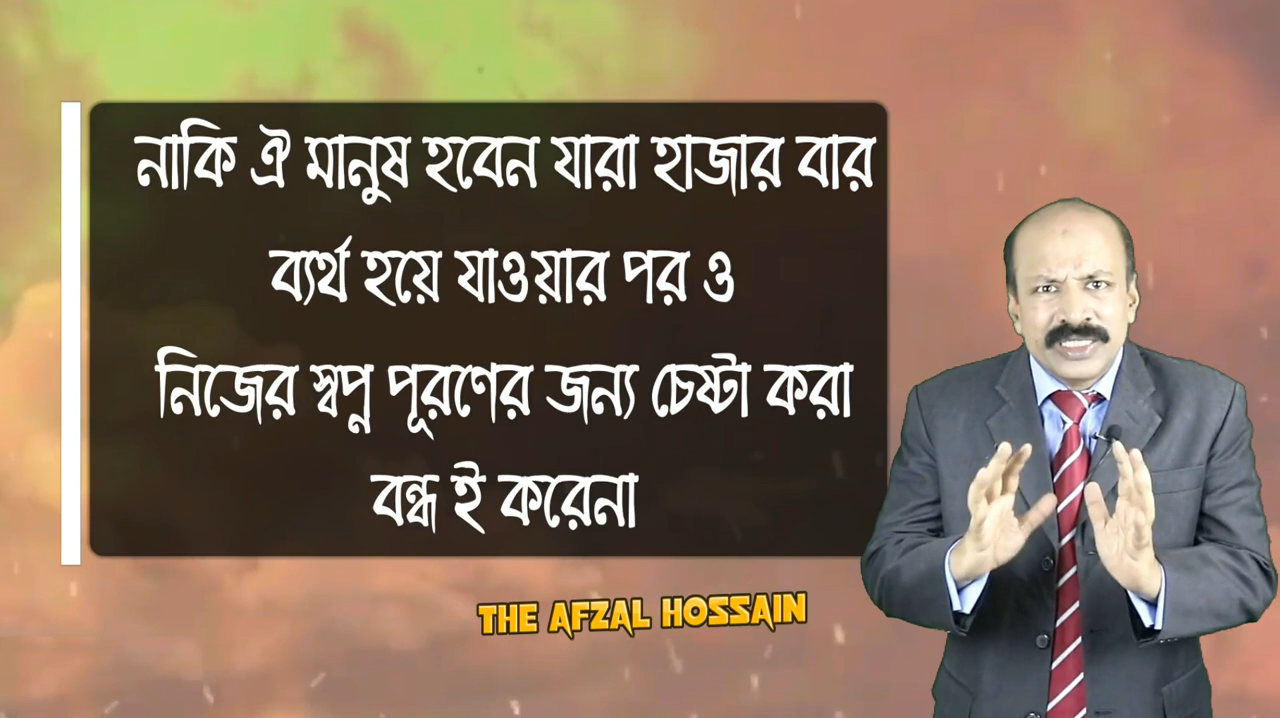 নাকি ঐ মানুষ হবেন যারা হাজার বার
ব্যর্থ হয়ে যাওয়ার পর ও
নিজের স্বপ্ন পূরণের জন্য চেষ্টা করা
বন্ধ ই করেনা
THE AFZAL HOSSAIN